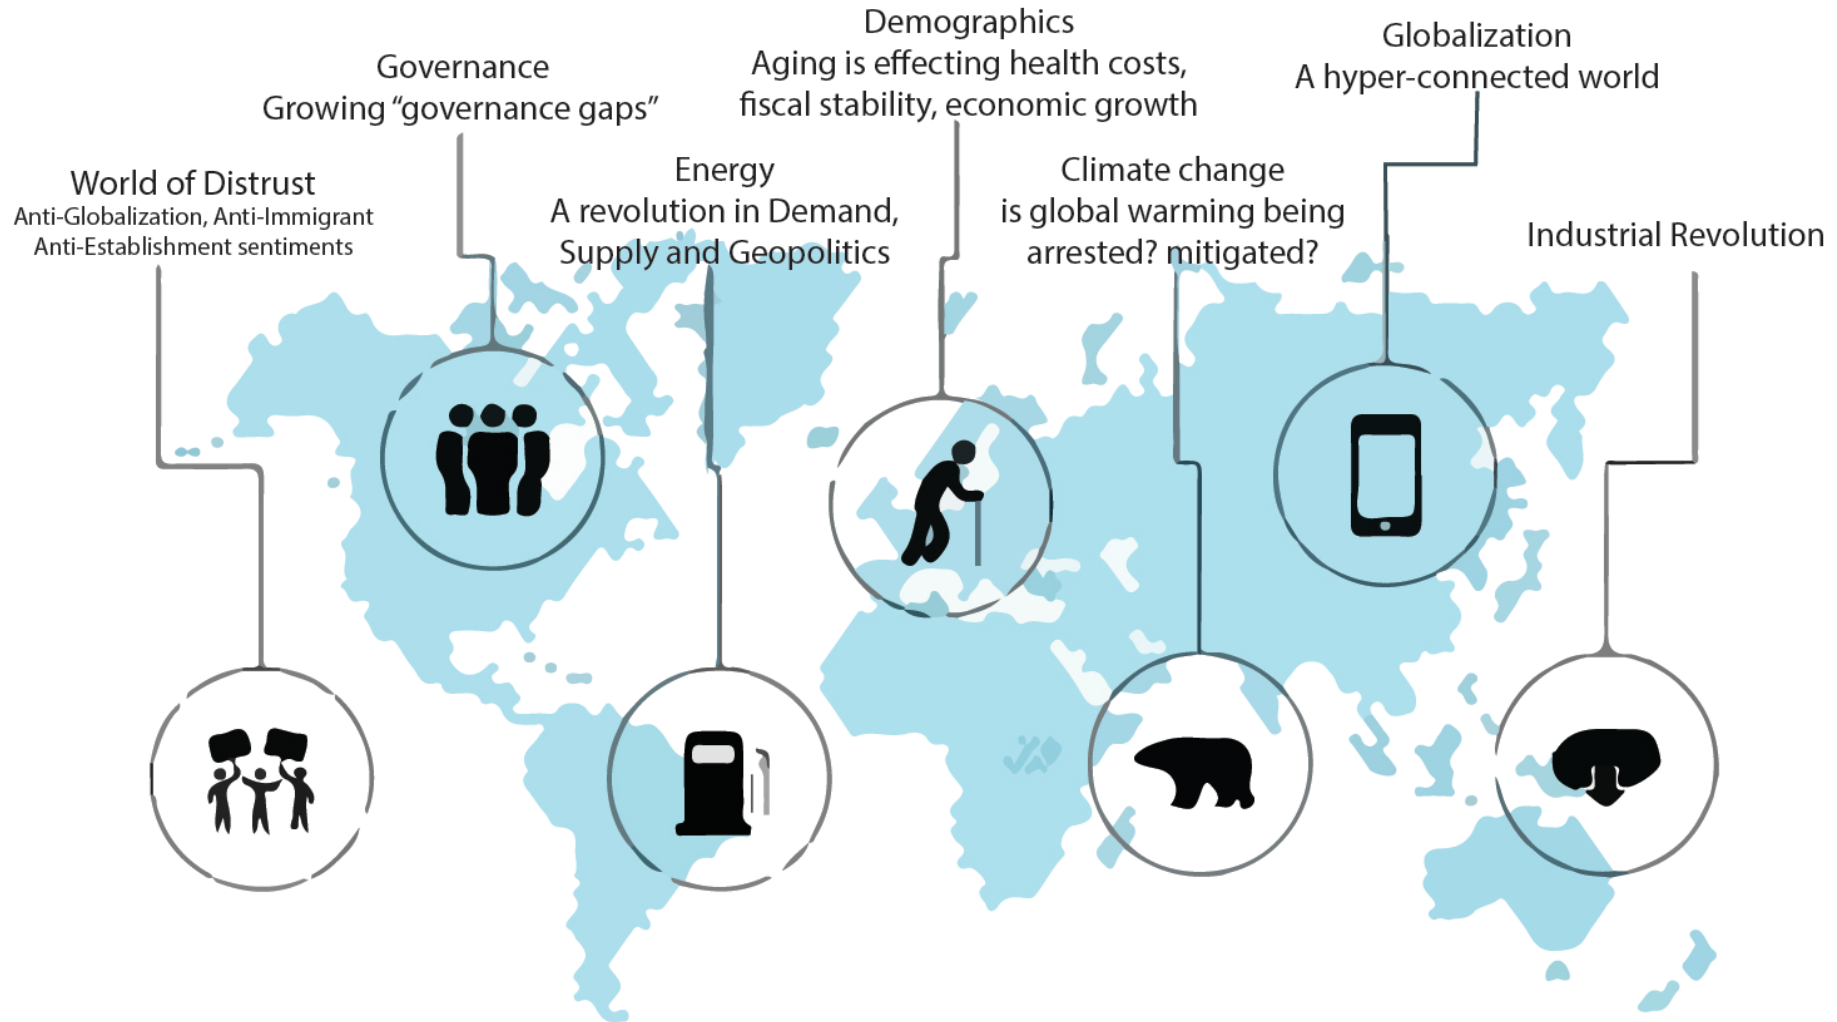 World of Distrust
Anti-Globalization, Anti-Immigrant
Anti-Establishment sentiments
Governance
Growing “governance gaps”
Energy
A revolution in Demand,
Supply and Geopolitics
Demographics
Aging is effecting health costs,
fiscal stability, economic growth
Climate change
is global warming being
arrested? mitigated?
Globalization
A hyper-connected world
Industrial Revolution